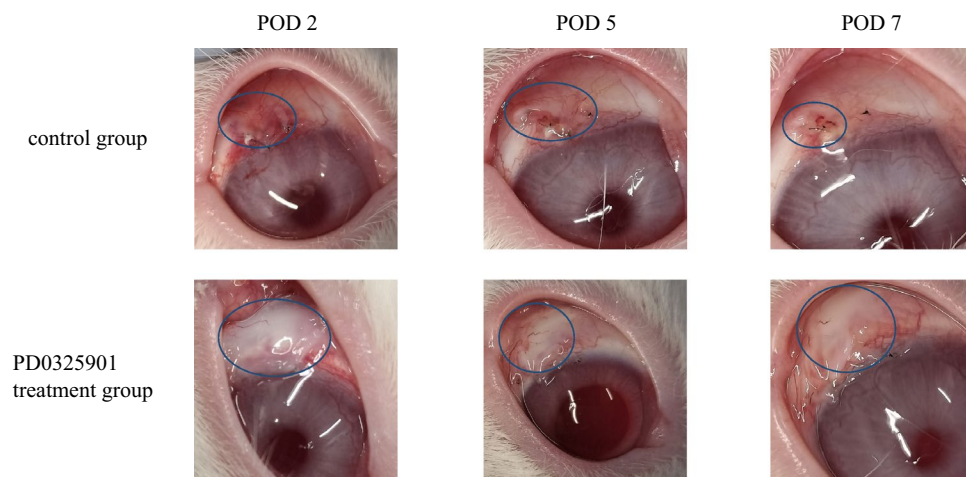 POD 2
POD 5
POD 7
control group
PD0325901
treatment group